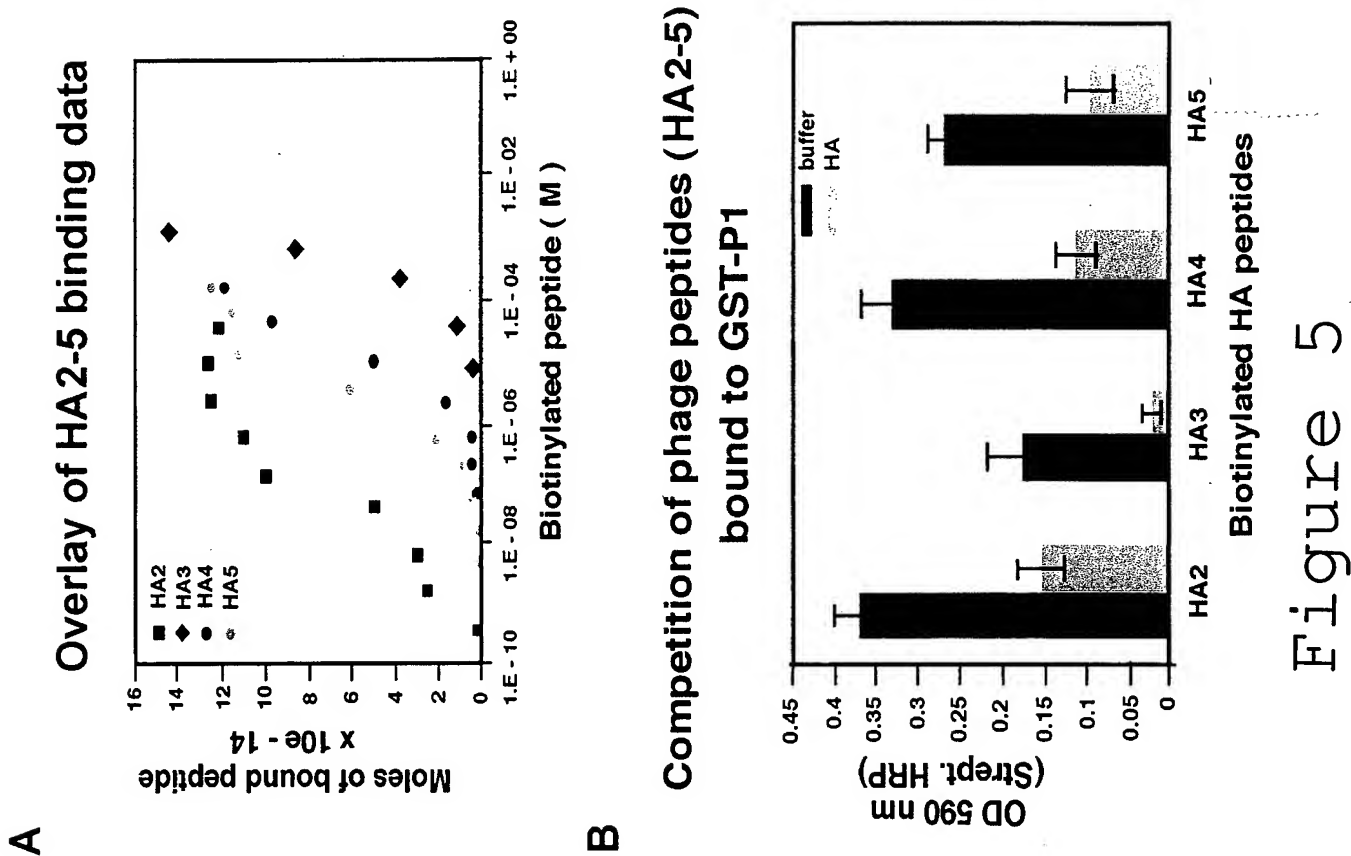 A
Overlay of HA2-5 binding data
Moles of bound peptide
x 10e - 14
16
14
12
10
8
6
4
2
0
HA2
HA3
HA4
HA5
1.E - 10
1.E - 08
1.E - 06
1.E - 04
1.E - 02
1.E + 00
Biotinylated peptide ( M )
B
Competition of phage peptides (HA2-5)
bound to GST-P1
OD 590 nm
(Strept. HRP)
0.45
0.4
0.35
0.3
0.25
0.2
0.15
0.1
0.05
0
buffer
HA
HA2
HA3
HA4
HA5
Biotinylated HA peptides
Figure 5